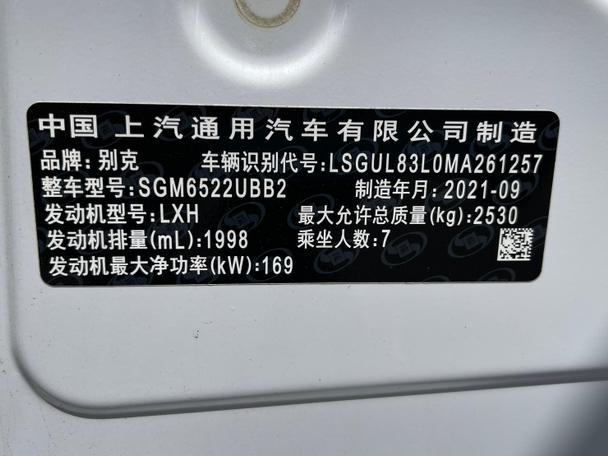 中国 上汽通用汽车有限公司制造
品牌: 别克 车辆识别代号: LSGUL83L0MA261257
整车型号: SGM6522UBB2 制造年月: 2021-09
发动机型号: LXH 最大允许总质量(kg): 2530
发动机排量(mL): 1998 乘坐人数: 7
发动机最大净功率(kW): 169